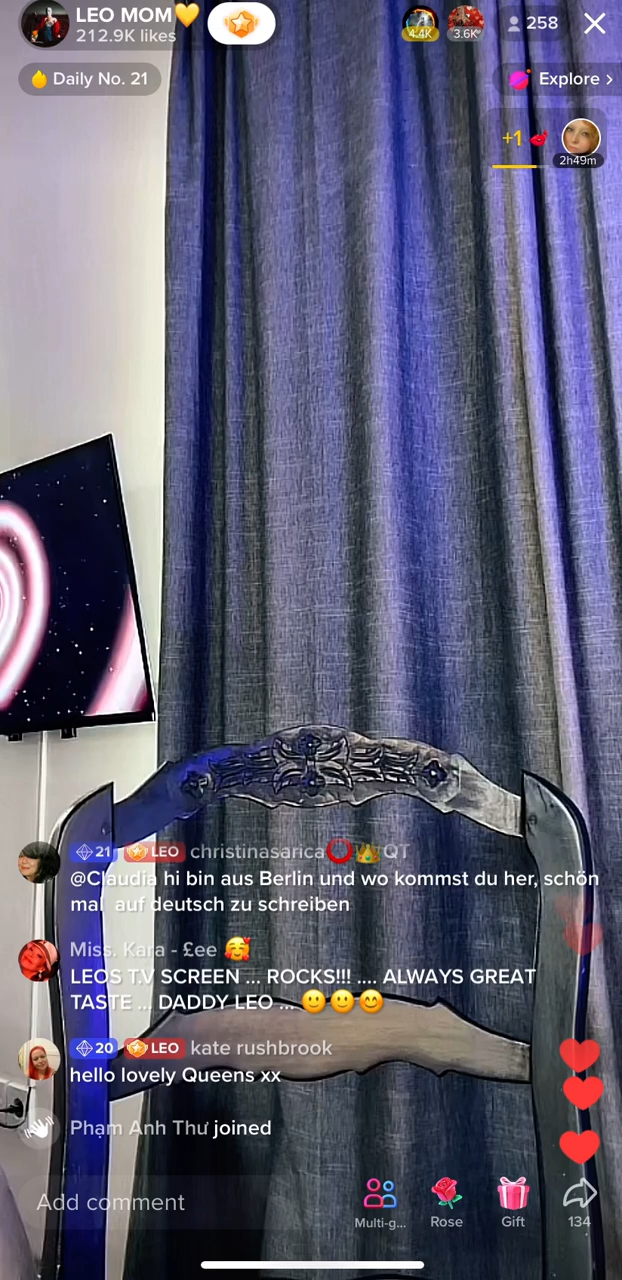 LEO MOM💛
212.9K likes
4.4K
3.6K
258
Daily No. 21
Explore ›
+1
2h49m
21 LEO christinasarica⭕👑QT
@Claudia hi bin aus Berlin und wo kommst du her, schön
mal auf deutsch zu schreiben
Miss. Kara - £ee 🥰
LEOS T.V SCREEN ... ROCKS!!! .... ALWAYS GREAT
TASTE ... DADDY LEO ... 🙂🙂😊
20 LEO kate rushbrook
hello lovely Queens xx
Phạm Anh Thư joined
Add comment
Multi-g...
Rose
Gift
134